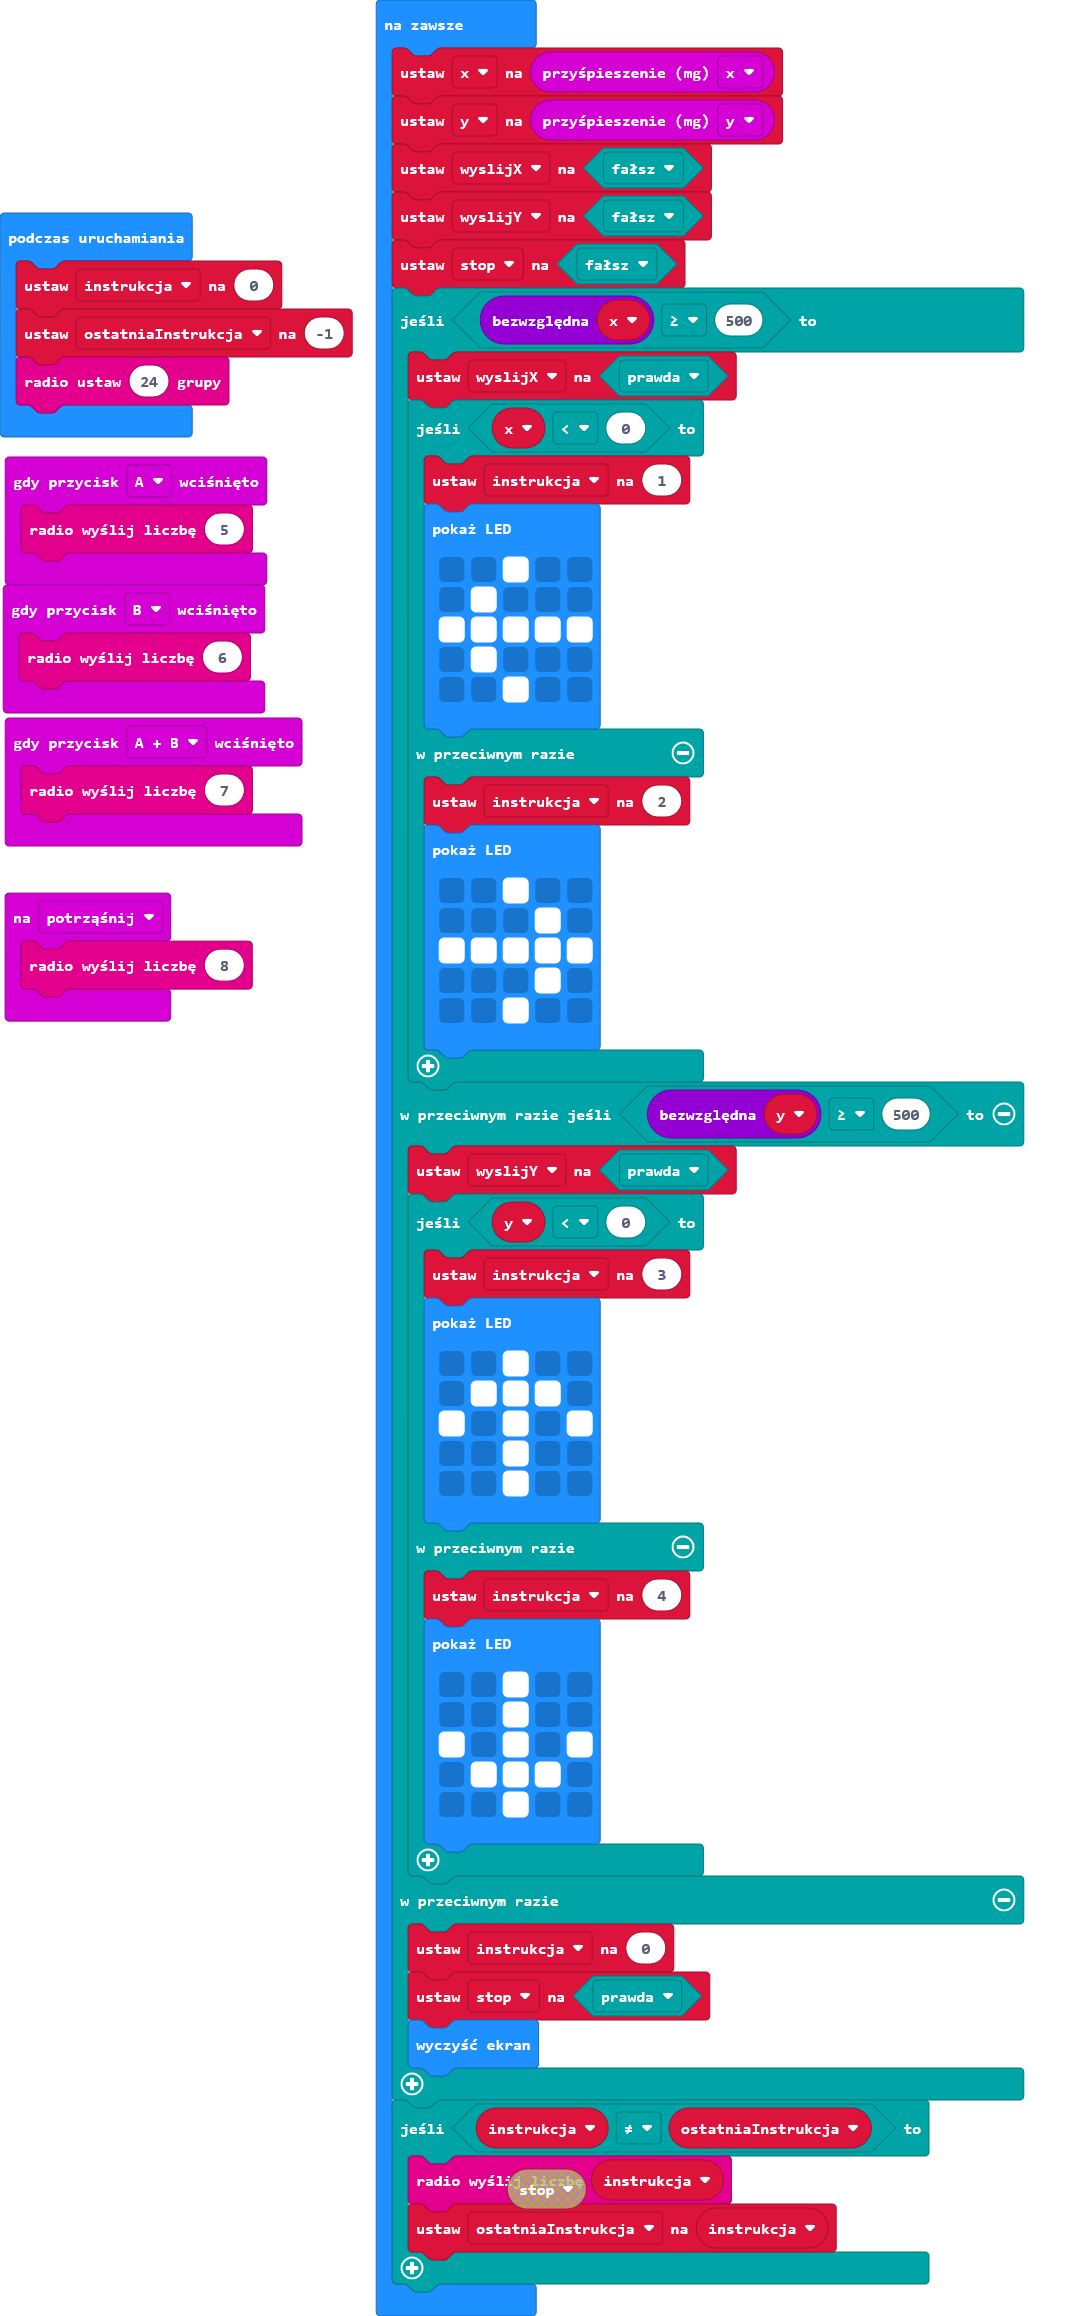 podczas uruchamiania
ustaw instrukcja na 0
ustaw ostatniaInstrukcja na -1
radio ustaw 24 grupy
gdy przycisk A wciśnięto
radio wyślij liczbę 5
gdy przycisk B wciśnięto
radio wyślij liczbę 6
gdy przycisk A + B wciśnięto
radio wyślij liczbę 7
na potrząśnij
radio wyślij liczbę 8
na zawsze
ustaw x na przyśpieszenie (mg) x
ustaw y na przyśpieszenie (mg) y
ustaw wyslijX na fałsz
ustaw wyslijY na fałsz
ustaw stop na fałsz
jeśli bezwzględna x ≥ 500 to
ustaw wyslijX na prawda
jeśli x < 0 to
ustaw instrukcja na 1
pokaż LED
w przeciwnym razie
ustaw instrukcja na 2
pokaż LED
w przeciwnym razie jeśli bezwzględna y ≥ 500 to
ustaw wyslijY na prawda
jeśli y < 0 to
ustaw instrukcja na 3
pokaż LED
w przeciwnym razie
ustaw instrukcja na 4
pokaż LED
w przeciwnym razie
ustaw instrukcja na 0
ustaw stop na prawda
wyczyść ekran
jeśli instrukcja ≠ ostatniaInstrukcja to
radio wyślij liczbę instrukcja
stop
ustaw ostatniaInstrukcja na instrukcja